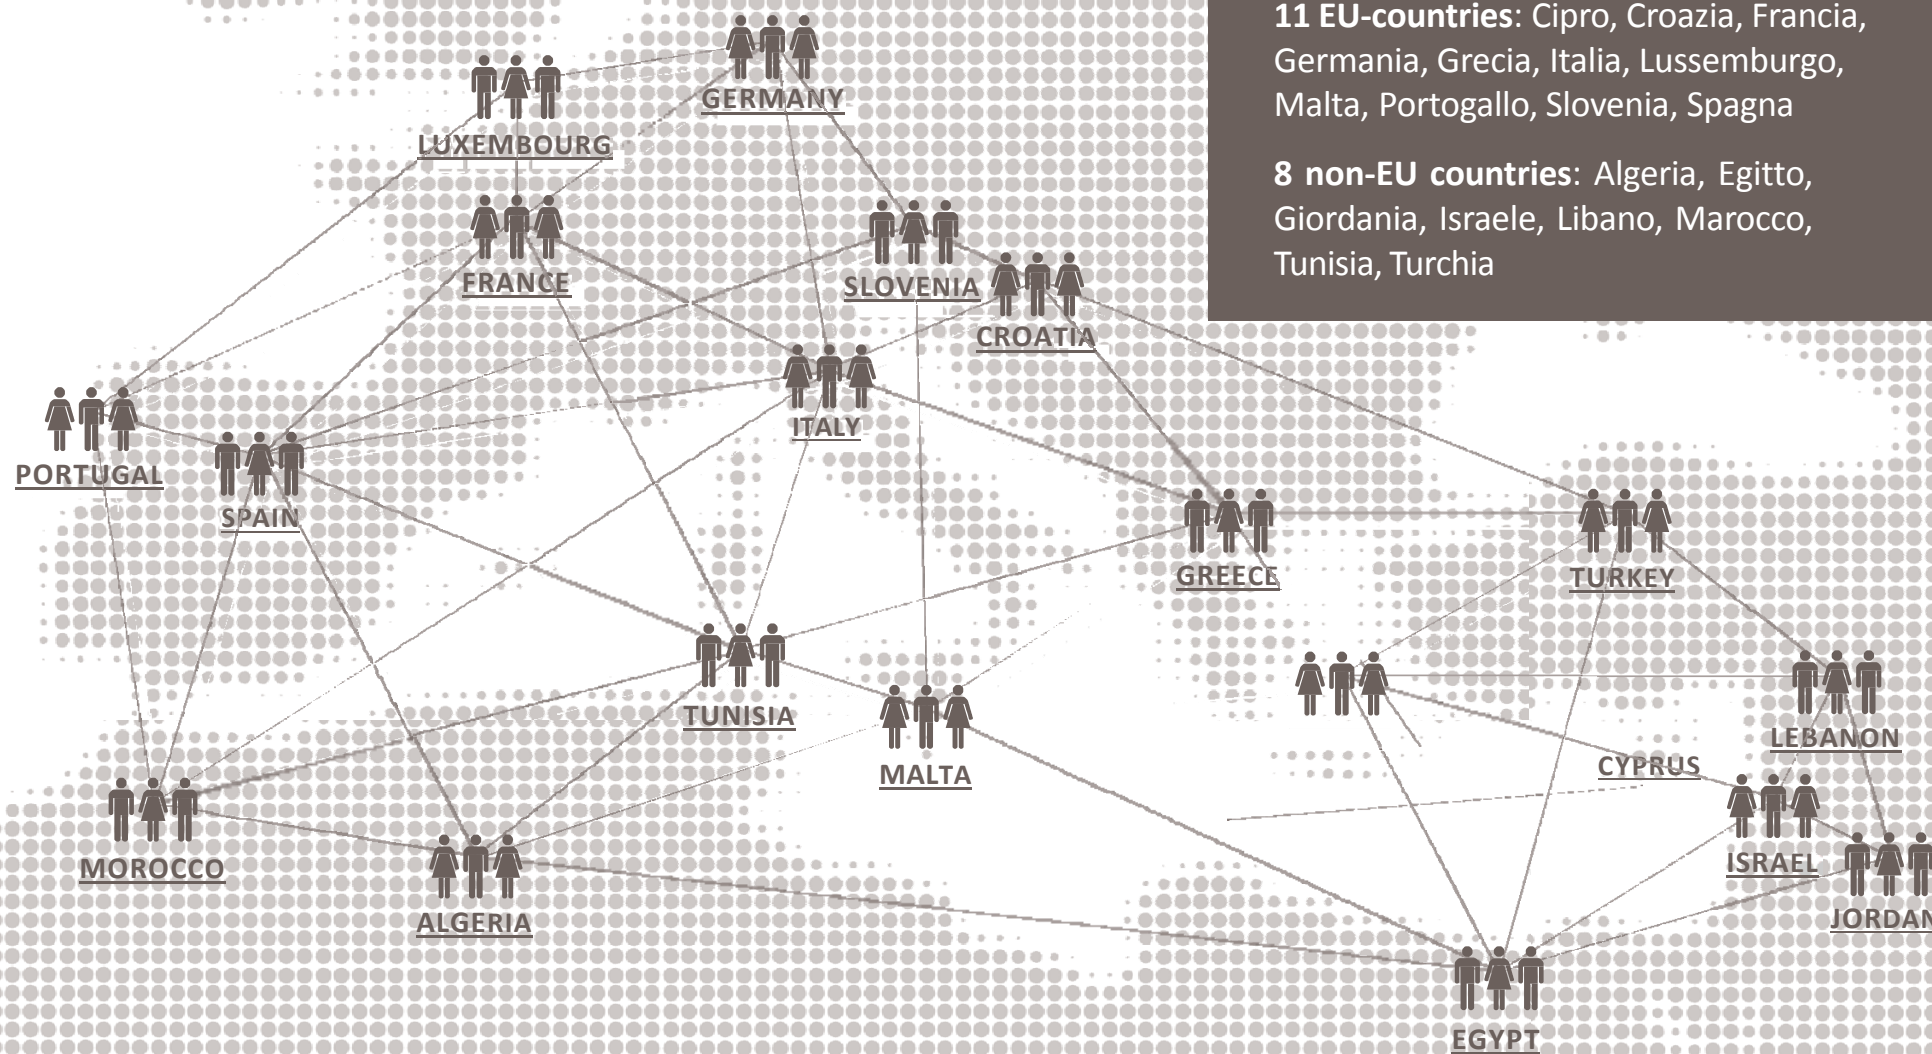 11 EU-countries: Cipro, Croazia, Francia,
Germania, Grecia, Italia, Lussemburgo,
Malta, Portogallo, Slovenia, Spagna
8 non-EU countries: Algeria, Egitto,
Giordania, Israele, Libano, Marocco,
Tunisia, Turchia
GERMANY
LUXEMBOURG
FRANCE
SLOVENIA
CROATIA
ITALY
PORTUGAL
SPAIN
GREECE
TURKEY
TUNISIA
MALTA
LEBANON
CYPRUS
MOROCCO
ISRAEL
ALGERIA
JORDAN
EGYPT